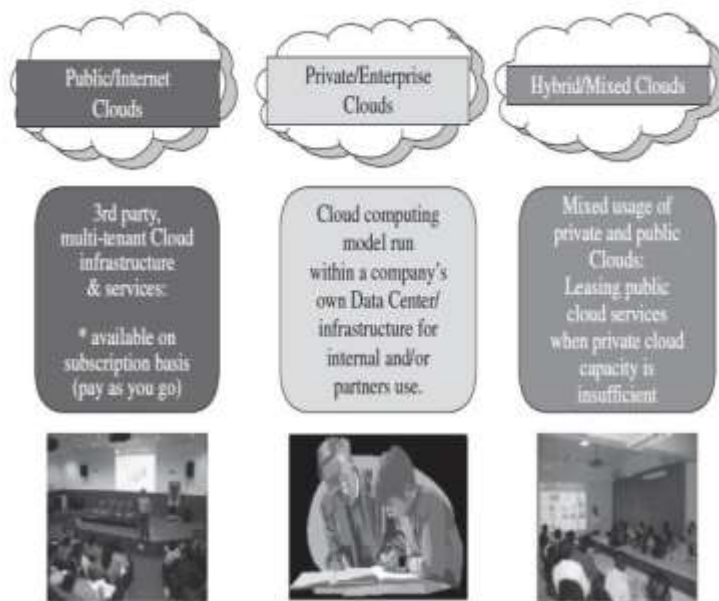 Public/Internet
Clouds
Private/Enterprise
Clouds
Hybrid/Mixed Clouds
3rd party,
multi-tenant Cloud
infrastructure
& services:
* available on
subscription basis
(pay as you go)
Cloud computing
model run
within a company's
own Data Center/
infrastructure for
internal and/or
partners use.
Mixed usage of
private and public
Clouds:
Leasing public
cloud services
when private cloud
capacity is
insufficient